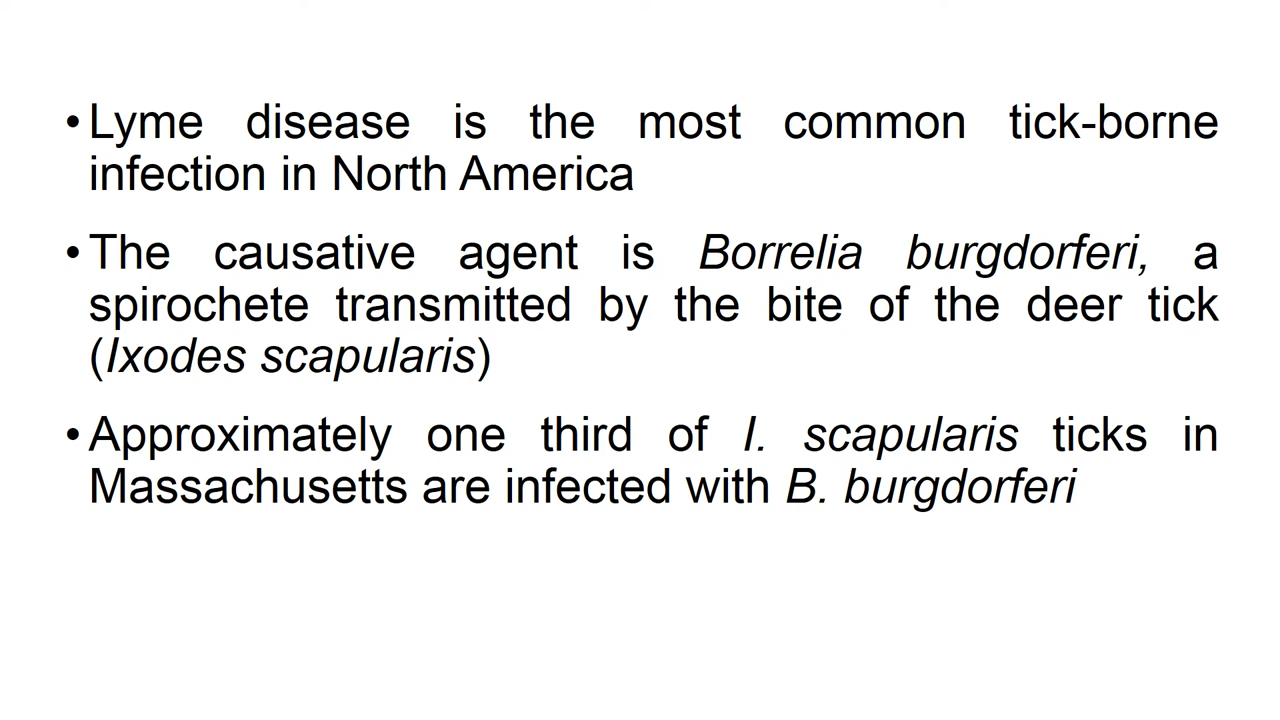 •Lyme disease is the most common tick-borne
infection in North America
•The causative agent is Borrelia burgdorferi, a
spirochete transmitted by the bite of the deer tick
(Ixodes scapularis)
•Approximately one third of I. scapularis ticks in
Massachusetts are infected with B. burgdorferi